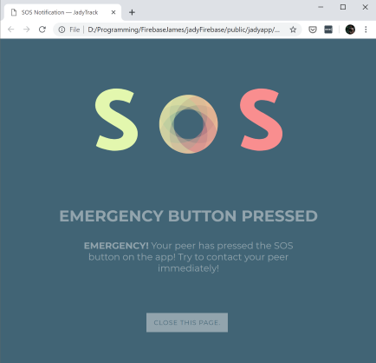 SOS Notification — JadyTrack
File | D:/Programming/FirebaseJames/jadyFirebase/public/jadyapp/...
SOS
EMERGENCY BUTTON PRESSED
EMERGENCY! Your peer has pressed the SOS
button on the app! Try to contact your peer
immediately!
CLOSE THIS PAGE